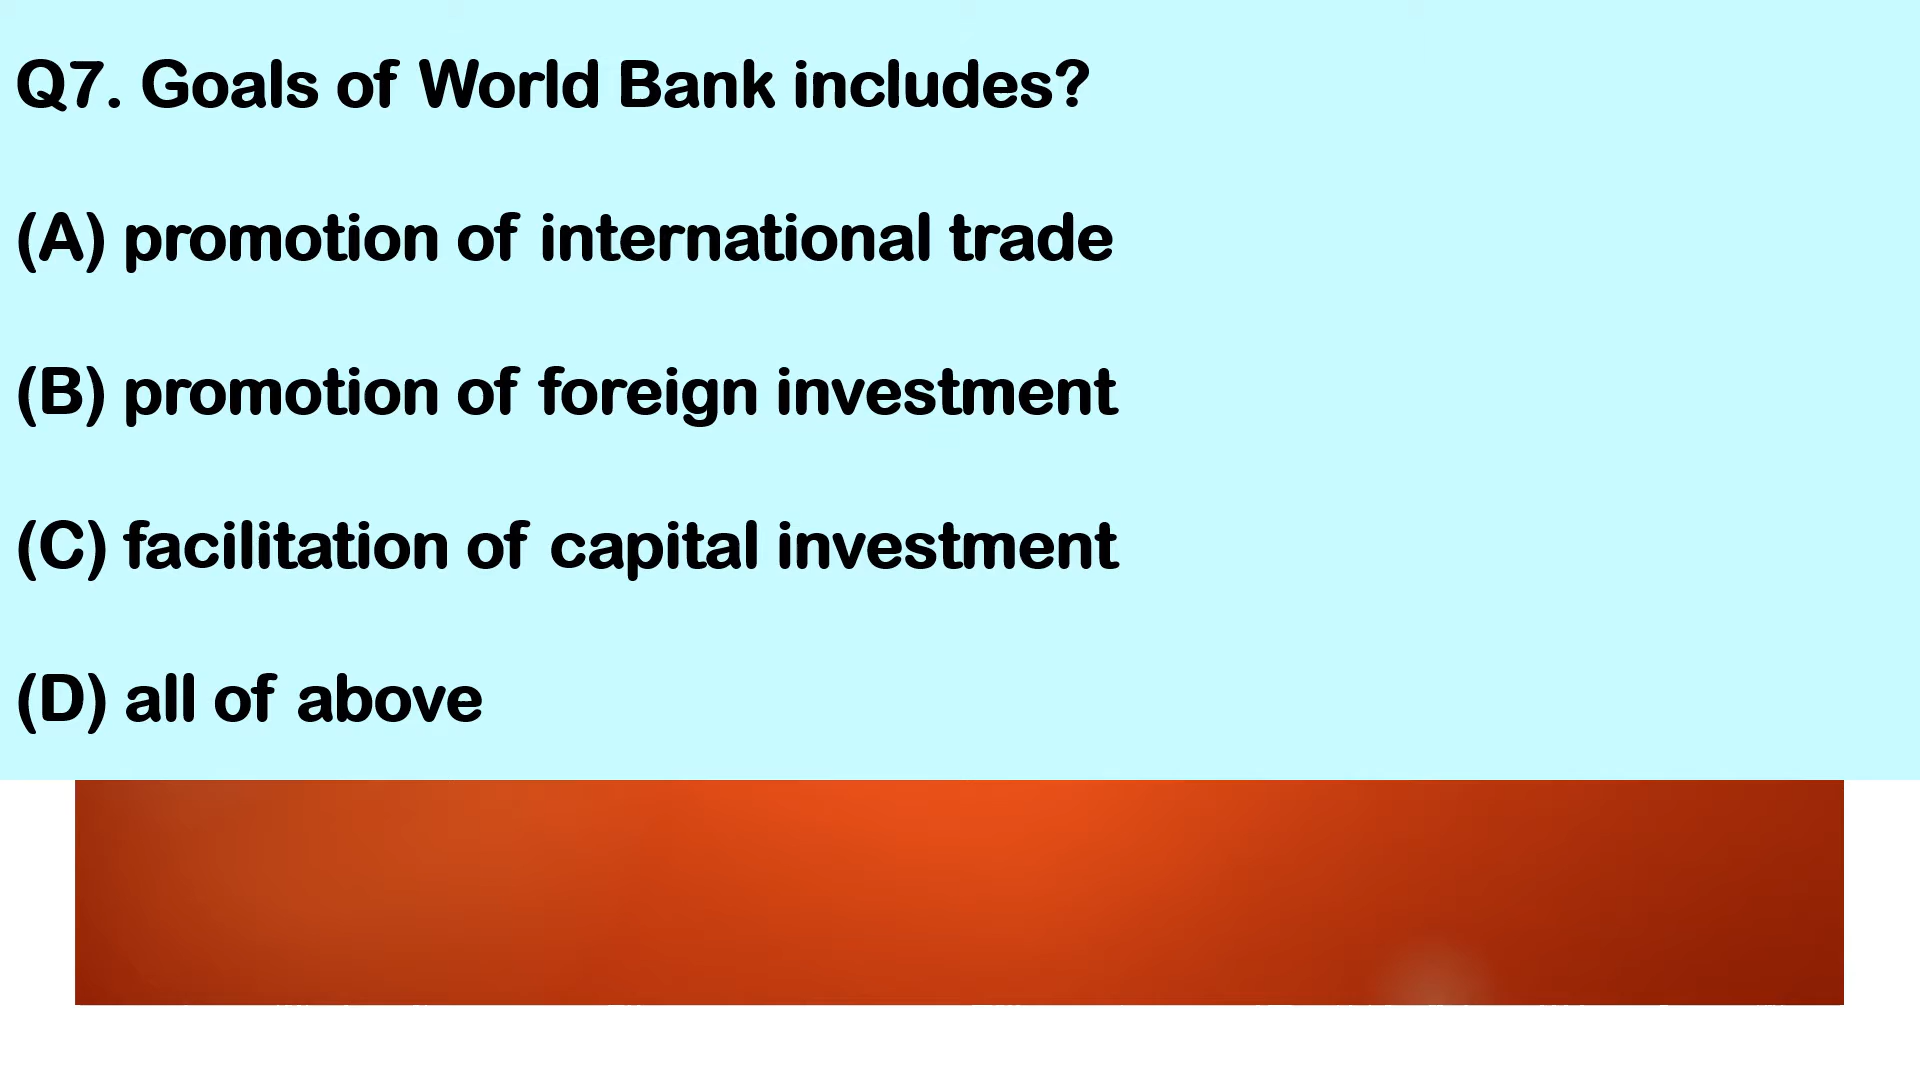 Q7. Goals of World Bank includes?
(A) promotion of international trade
(B) promotion of foreign investment
(C) facilitation of capital investment
(D) all of above